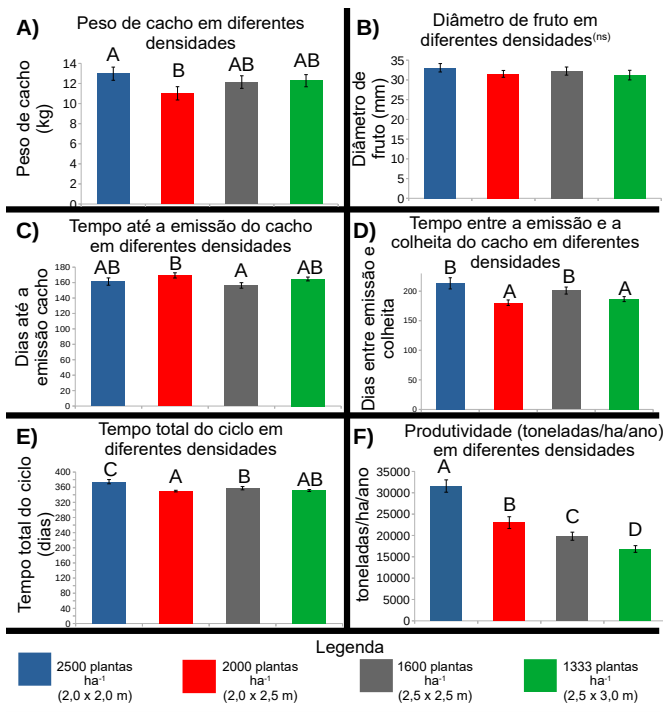 A)
Peso de cacho em diferentes
densidades
Peso de cacho
(kg)
14
12
10
8
6
4
2
0
A
B
AB
AB
B)
Diâmetro de fruto em
diferentes densidades(ns)
Diâmetro de
fruto (mm)
35
30
25
20
15
10
5
0
C)
Tempo até a emissão do cacho
em diferentes densidades
Dias até a
emissão cacho
180
160
140
120
100
80
60
40
20
0
AB
B
A
AB
D)
Tempo entre a emissão e a
colheita do cacho em diferentes
densidades
Dias entre emissão e
colheita
200
150
100
50
0
B
A
B
A
E)
Tempo total do ciclo em
diferentes densidades
Tempo total do ciclo
(dias)
400
360
320
280
240
200
160
120
80
40
0
C
A
B
AB
F)
Produtividade (toneladas/ha/ano)
em diferentes densidades
toneladas/ha/ano
35000
30000
25000
20000
15000
10000
5000
0
A
B
C
D
Legenda
2500 plantas
ha-1
(2,0 x 2,0 m)
2000 plantas
ha-1
(2,0 x 2,5 m)
1600 plantas
ha-1
(2,5 x 2,5 m)
1333 plantas
ha-1
(2,5 x 3,0 m)